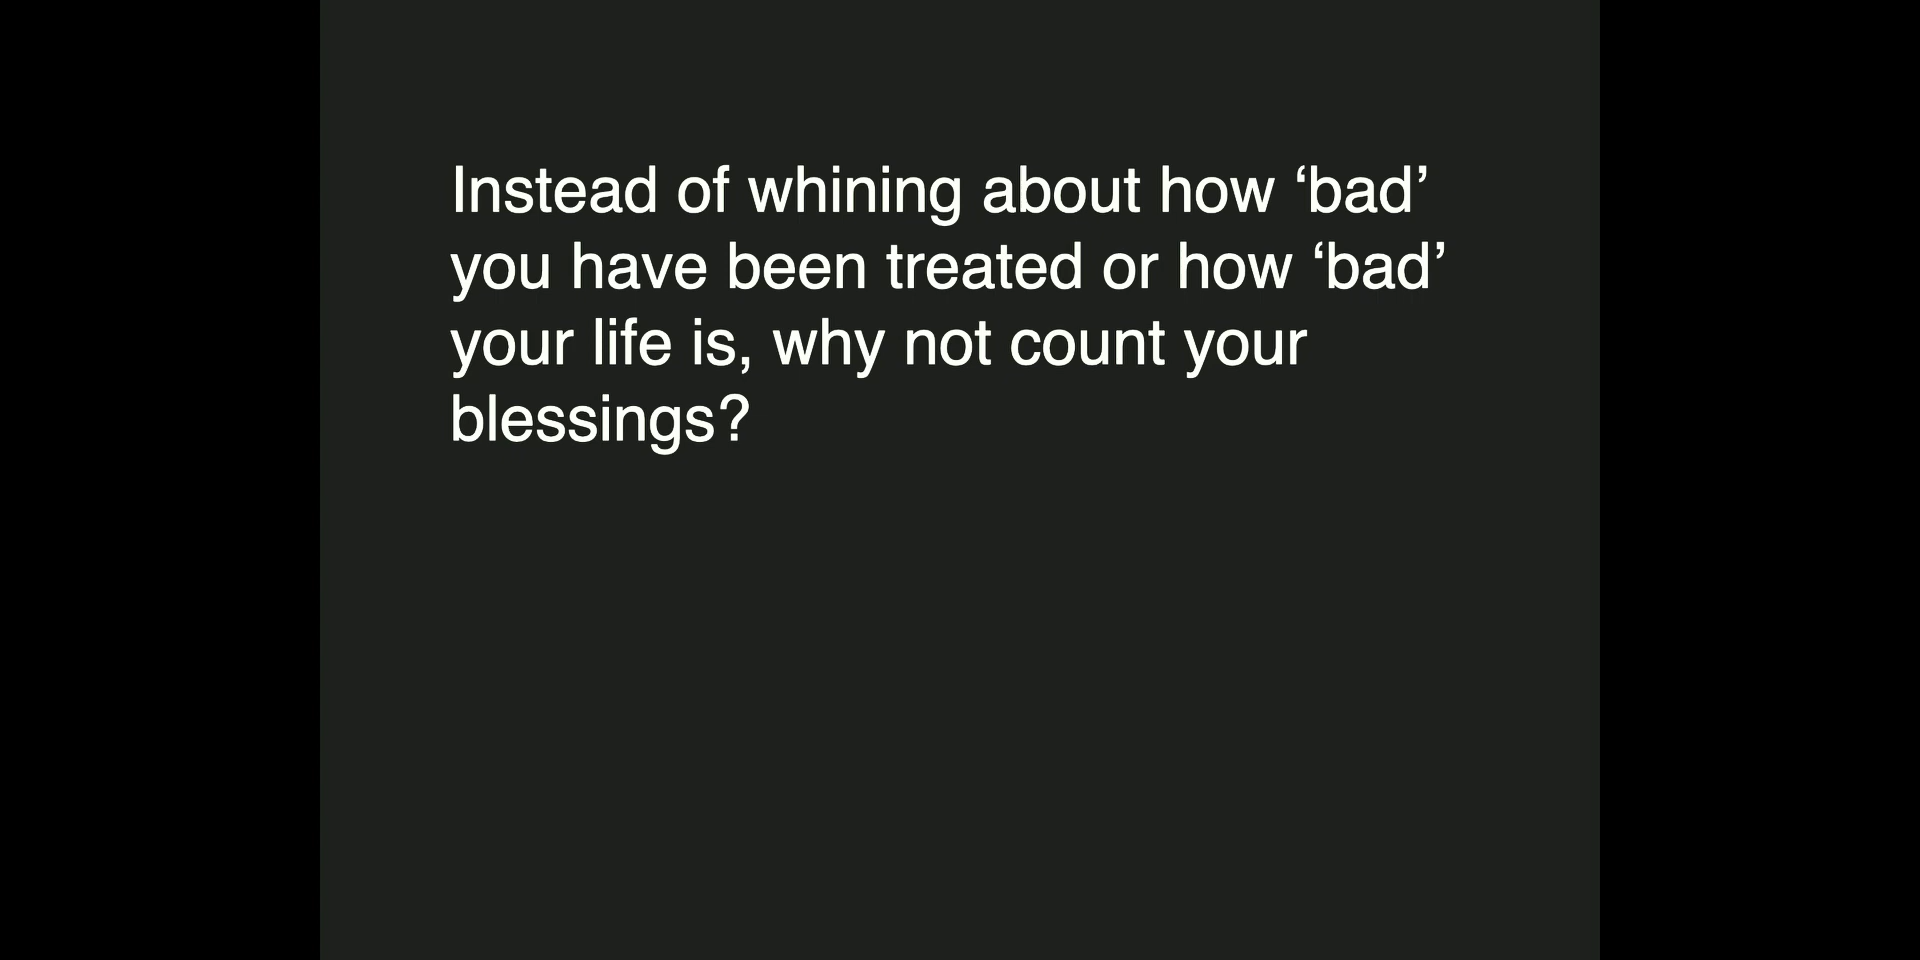 Instead of whining about how ‘bad’
you have been treated or how ‘bad’
your life is, why not count your
blessings?